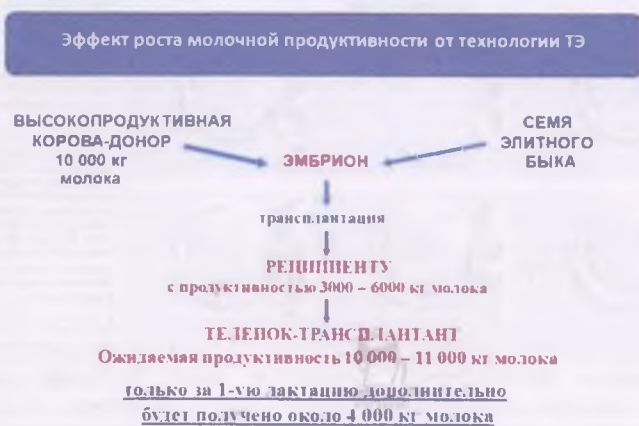 Эффект роста молочной продуктивности от технологии ТЭ
ВЫСОКОПРОДУКТИВНАЯ
КОРОВА-ДОНОР
10 000 кг
молока
СЕМЯ
ЭЛИТНОГО
БЫКА
ЭМБРИОН
трансплантация
РЕЦИПИЕНТУ
с продуктивностью 3000 – 6000 кг молока
ТЕЛЕНОК-ТРАНСПЛАНТАНТ
Ожидаемая продуктивность 10 000 – 11 000 кг молока
только за 1-ую лактацию дополнительно
будет получено около 4 000 кг молока